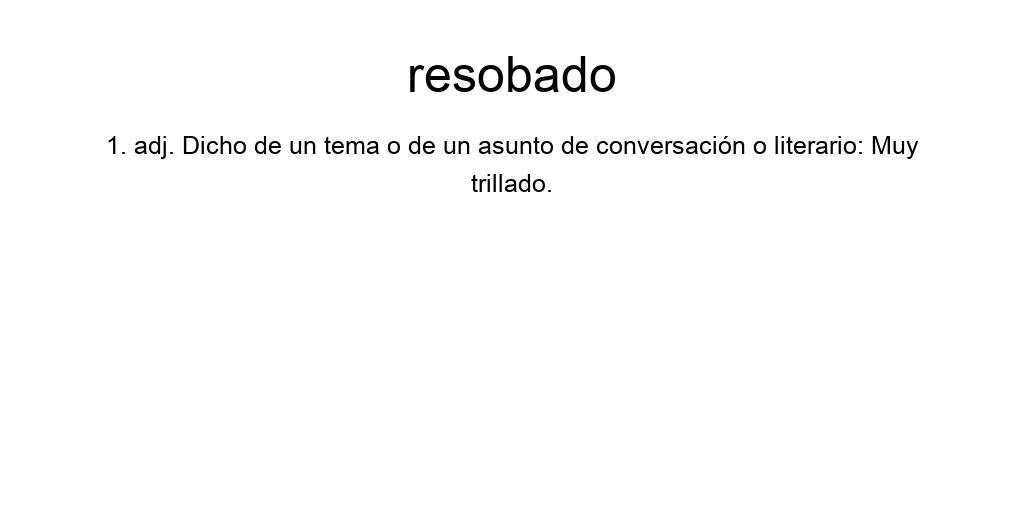 resobado
1. adj. Dicho de un tema o de un asunto de conversación o literario: Muy
trillado.